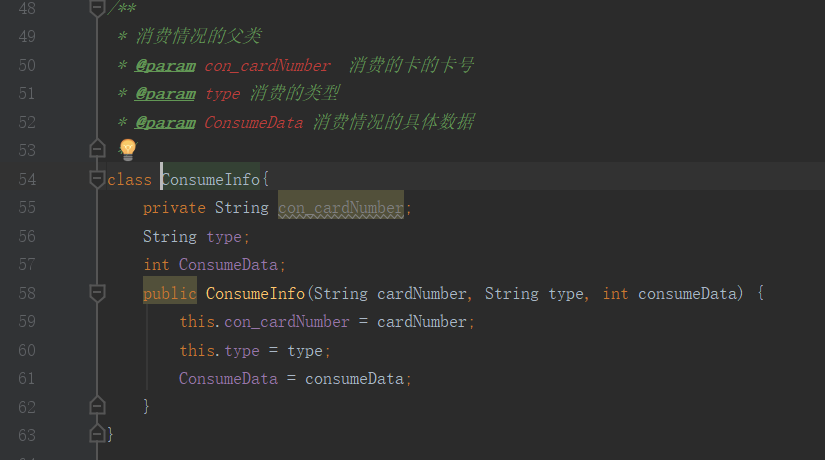 48 /**
49 * 消费情况的父类
50 * @param con_cardNumber 消费的卡的卡号
51 * @param type 消费的类型
52 * @param ConsumeData 消费情况的具体数据
53
54 class ConsumeInfo{
55 private String con_cardNumber;
56 String type;
57 int ConsumeData;
58 public ConsumeInfo(String cardNumber, String type, int consumeData) {
59 this.con_cardNumber = cardNumber;
60 this.type = type;
61 ConsumeData = consumeData;
62 }
63 }